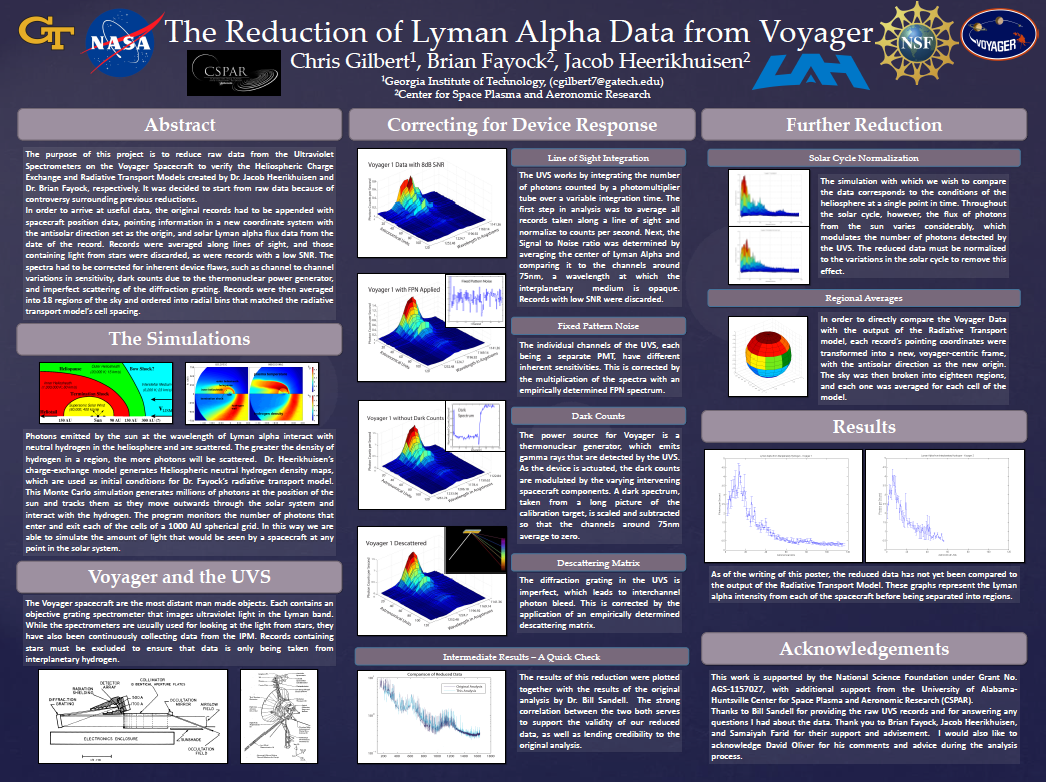 The Reduction of Lyman Alpha Data from Voyager
Chris Gilbert1, Brian Fayock2, Jacob Heerikhuisen2
1Georgia Institute of Technology, (cgilbert7@gatech.edu)
2Center for Space Plasma and Aeronomic Research
GT
NASA
CSPAR
NSF
VOYAGER
UAH
Abstract
The purpose of this project is to reduce raw data from the Ultraviolet
Spectrometers on the Voyager Spacecraft to verify the Heliospheric Charge
Exchange and Radiative Transport Models created by Dr. Jacob Heerikhuisen and
Dr. Brian Fayock, respectively. It was decided to start from raw data because of
controversy surrounding previous reductions.
In order to arrive at useful data, the original records had to be appended with
spacecraft position data, pointing information in a new coordinate system with
the antisolar direction set as the origin, and solar Lyman alpha flux data from the
date of the record. Records were averaged along lines of sight, and those
containing light from stars were discarded, as were records with a low SNR. The
spectra had to be corrected for inherent device flaws, such as channel to channel
variations in sensitivity, dark counts due to the thermonuclear power generator,
and imperfect scattering of the diffraction grating. Records were then averaged
into 18 regions of the sky and ordered into radial bins that matched the radiative
transport model's cell spacing.
The Simulations
Heliopause
Bow Shock?
Termination Shock
Photons emitted by the sun at the wavelength of Lyman alpha interact with
neutral hydrogen in the heliosphere and are scattered. The greater the density of
hydrogen in a region, the more photons will be scattered. Dr. Heerikhuisen's
charge-exchange model generates Heliospheric neutral hydrogen density maps,
which are used as initial conditions for Dr. Fayock's radiative transport model.
This Monte Carlo simulation generates millions of photons at the position of the
sun and tracks them as they move outwards through the solar system and
interact with the hydrogen. The program monitors the number of photons that
enter and exit each of the cells of a 1000 AU spherical grid. In this way we are
able to simulate the amount of light that would be seen by a spacecraft at any
point in the solar system.
Voyager and the UVS
The Voyager spacecraft are the most distant man made objects. Each contains an
objective grating spectrometer that images ultraviolet light in the Lyman band.
While the spectrometers are usually used for looking at the light from stars, they
have also been continuously collecting data from the IPM. Records containing
stars must be excluded to ensure that data is only being taken from
interplanetary hydrogen.
DIFFRACTION
GRATING
RADIATION
SHIELDING
DETECTOR
ARRAY
COLLIMATOR
OCCULTATION
MIRROR
AIRGLOW
FIELD
SUNSHADE
OCCULTATION
FIELD
ELECTRONICS ENCLOSURE
Correcting for Device Response
Voyager 1 Data with 8dB SNR
Line of Sight Integration
The UVS works by integrating the number
of photons counted by a photomultiplier
tube over a variable integration time. The
first step in analysis was to average all
records taken along a line of sight and
normalize to counts per second. Next, the
Signal to Noise ratio was determined by
averaging the center of Lyman Alpha and
comparing it to the channels around
75nm, a wavelength at which the
interplanetary medium is opaque.
Records with low SNR were discarded.
Voyager 1 with FPN Applied
Fixed Pattern Noise
Fixed Pattern Noise
The individual channels of the UVS, each
being a separate PMT, have different
inherent sensitivities. This is corrected by
the multiplication of the spectra with an
empirically determined FPN spectrum.
Voyager 1 without Dark Counts
Dark
Spectrum
Dark Counts
The power source for Voyager is a
thermonuclear generator, which emits
gamma rays that are detected by the UVS.
As the device is actuated, the dark counts
are modulated by the varying intervening
spacecraft components. A dark spectrum,
taken from a long picture of the
calibration target, is scaled and subtracted
so that the channels around 75nm
average to zero.
Voyager 1 Descattered
Descattering Matrix
The diffraction grating in the UVS is
imperfect, which leads to interchannel
photon bleed. This is corrected by the
application of an empirically determined
descattering matrix.
Intermediate Results – A Quick Check
Comparison of Reduced Data
Original Analysis
This Analysis
The results of this reduction were plotted
together with the results of the original
analysis by Dr. Bill Sandell. The strong
correlation between the two both serves
to support the validity of our reduced
data, as well as lending credibility to the
original analysis.
Further Reduction
Solar Cycle Normalization
The simulation with which we wish to compare
the data corresponds to the conditions of the
heliosphere at a single point in time. Throughout
the solar cycle, however, the flux of photons
from the sun varies considerably, which
modulates the number of photons detected by
the UVS. The reduced data must be normalized
to the variations in the solar cycle to remove this
effect.
Regional Averages
In order to directly compare the Voyager Data
with the output of the Radiative Transport
model, each record's pointing coordinates were
transformed into a new, voyager-centric frame,
with the antisolar direction as the new origin.
The sky was then broken into eighteen regions,
and each one was averaged for each cell of the
model.
Results
As of the writing of this poster, the reduced data has not yet been compared to
the output of the Radiative Transport Model. These graphs represent the Lyman
alpha intensity from each of the spacecraft before being separated into regions.
Acknowledgements
This work is supported by the National Science Foundation under Grant No.
AGS-1157027, with additional support from the University of Alabama-
Huntsville Center for Space Plasma and Aeronomic Research (CSPAR).
Thanks to Bill Sandell for providing the raw UVS records and for answering any
questions I had about the data. Thank you to Brian Fayock, Jacob Heerikhuisen,
and Samaiyah Farid for their support and advisement. I would also like to
acknowledge David Oliver for his comments and advice during the analysis
process.